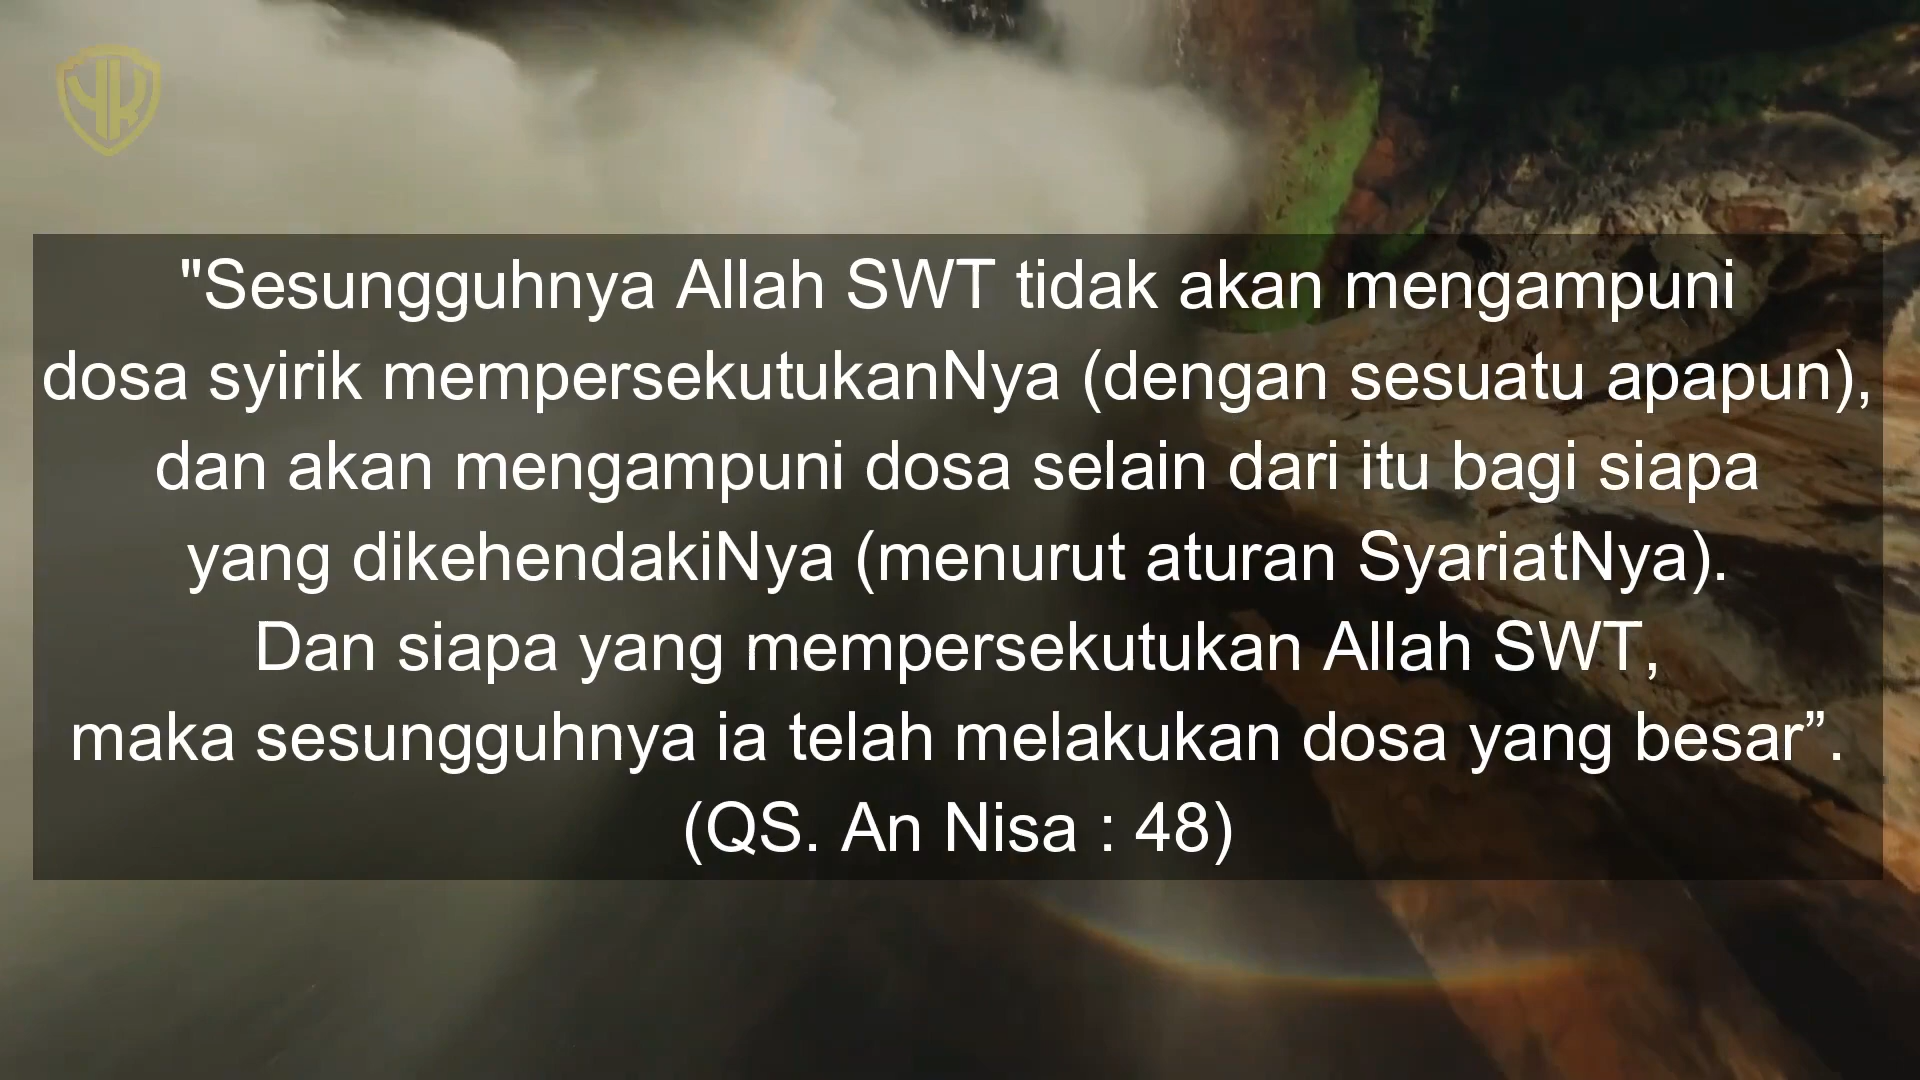 YK
"Sesungguhnya Allah SWT tidak akan mengampuni
dosa syirik mempersekutukanNya (dengan sesuatu apapun),
dan akan mengampuni dosa selain dari itu bagi siapa
yang dikehendakiNya (menurut aturan SyariatNya).
Dan siapa yang mempersekutukan Allah SWT,
maka sesungguhnya ia telah melakukan dosa yang besar”.
(QS. An Nisa : 48)